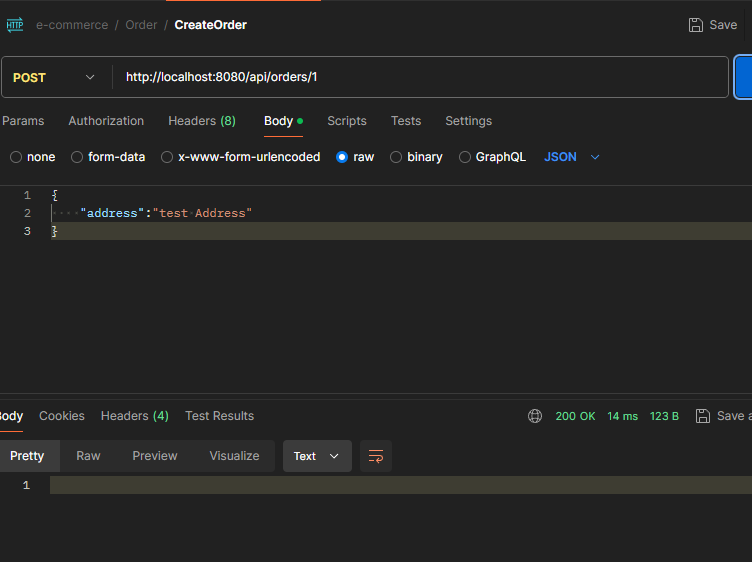 HTTP e-commerce / Order / CreateOrder Save
POST http://localhost:8080/api/orders/1
Params Authorization Headers (8) Body Scripts Tests Settings
none form-data x-www-form-urlencoded raw binary GraphQL JSON
1 {
2 "address":"test Address"
3 }
Body Cookies Headers (4) Test Results 200 OK 14 ms 123 B Save a
Pretty Raw Preview Visualize Text
1